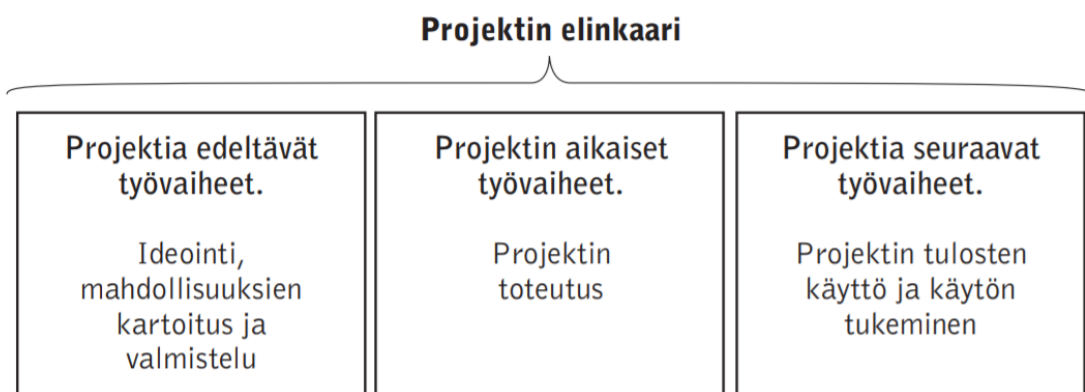 Projektin elinkaari
Projektia edeltävät
työvaiheet.
Ideointi,
mahdollisuuksien
kartoitus ja
valmistelu
Projektin aikaiset
työvaiheet.
Projektin
toteutus
Projektia seuraavat
työvaiheet.
Projektin tulosten
käyttö ja käytön
tukeminen